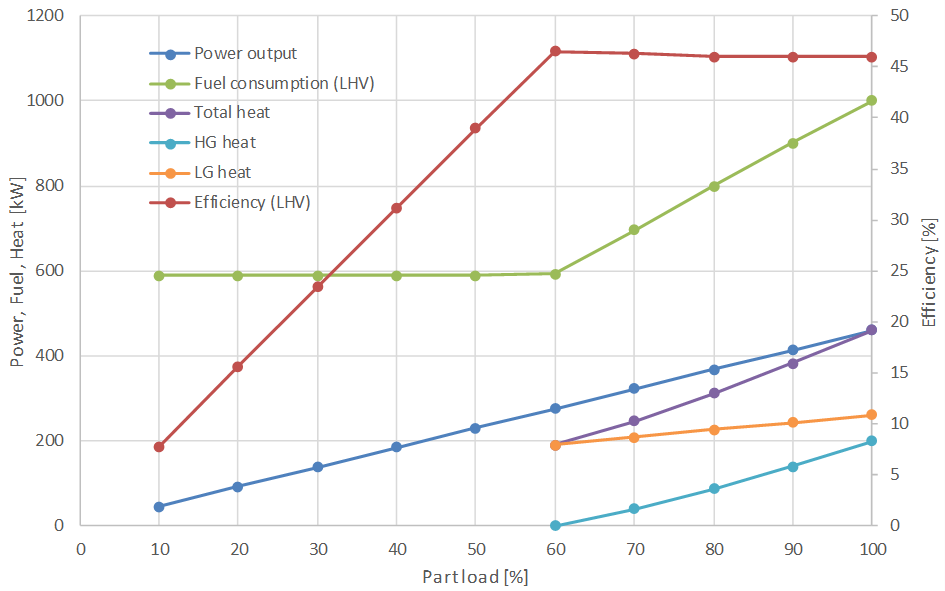 1200
1000
800
600
400
200
0
Power, Fuel, Heat [kW]
Power output
Fuel consumption (LHV)
Total heat
HG heat
LG heat
Efficiency (LHV)
50
45
40
35
30
25
20
15
10
5
0
Efficiency [%]
0 10 20 30 40 50 60 70 80 90 100
Part load [%]